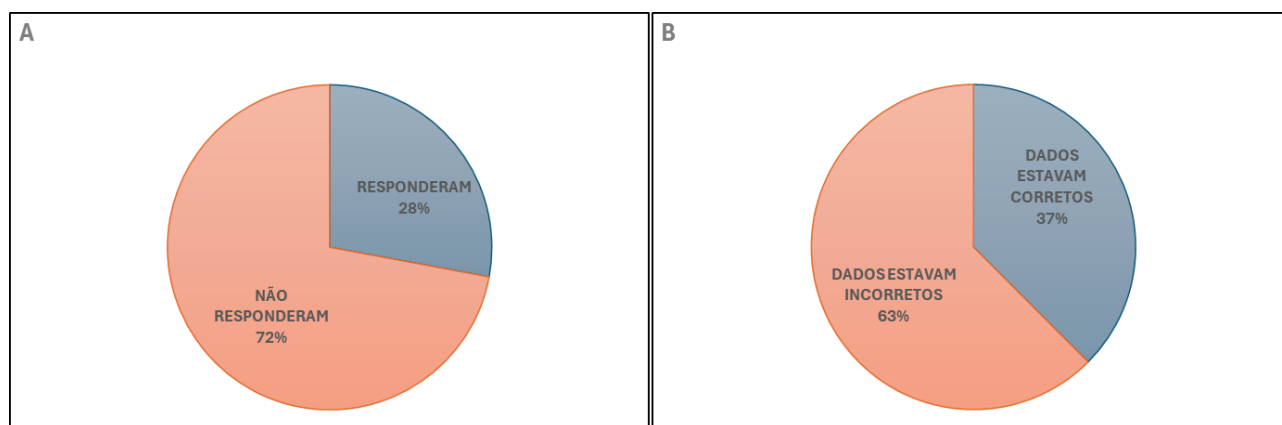 A
RESPONDERAM
28%
NÃO
RESPONDERAM
72%
B
DADOS
ESTAVAM
CORRETOS
37%
DADOS ESTAVAM
INCORRETOS
63%